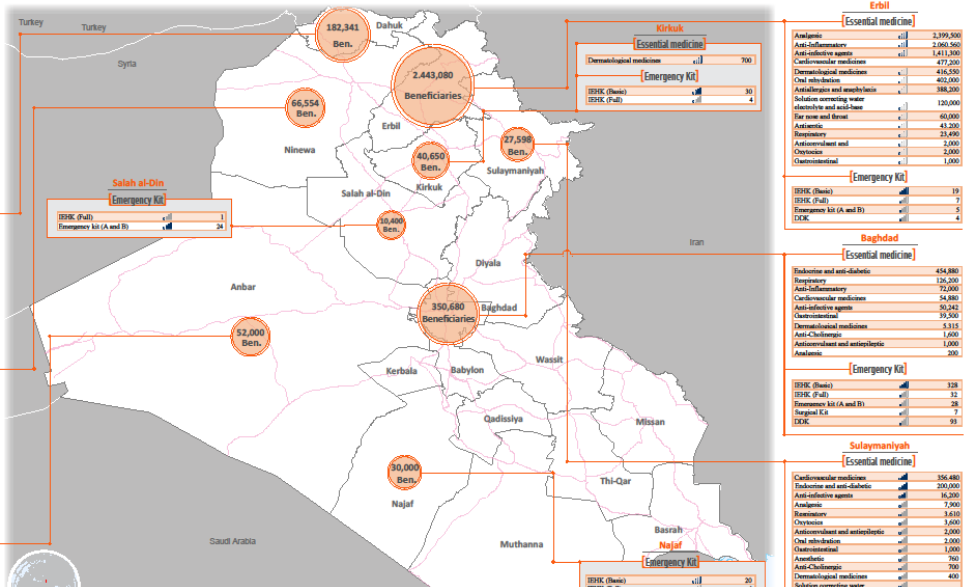 Turkey
Turkey
Syria
Iran
Saudi Arabia
Dahuk
Erbil
Ninewa
Kirkuk
Sulaymaniyah
Salah al-Din
Diyala
Anbar
Baghdad
Kerbala
Babylon
Wassit
Qadissiya
Missan
Najaf
Thi-Qar
Muthanna
Basrah
182,341
Ben.
2.443,080
Beneficiaries
66,554
Ben.
27,598
Ben.
40,650
Ben.
10,400
Ben.
350,680
Beneficiaries
52,000
Ben.
30,000
Ben.
Salah al-Din
[Emergency Kit]
IEHK (Full) 1
Emergency kit (A and B) 24
Kirkuk
[Essential medicine]
Dermatological medicines 700
[Emergency Kit]
IEHK (Basic) 30
IEHK (Full) 4
Najaf
[Emergency Kit]
IEHK (Basic) 20
Erbil
[Essential medicine]
Analgesic 2,399,500
Anti-Inflammatory 2.060.560
Anti-infective agents 1,411,300
Cardiovascular medicines 477,200
Dermatological medicines 416,550
Oral rehydration 402,000
Antiallergics and anaphylaxis 388,200
Solution correcting water
electrolyte and acid-base 120,000
Ear nose and throat 60,000
Antiseptic 43.200
Respiratory 23,490
Anticonvulsant and 2,000
Oxytocics 2,000
Gastrointestinal 1,000
[Emergency Kit]
IEHK (Basic) 19
IEHK (Full) 7
Emergency kit (A and B) 5
DDK 4
Baghdad
[Essential medicine]
Endocrine and anti-diabetic 454,880
Respiratory 126,200
Anti-Inflammatory 72,000
Cardiovascular medicines 54,880
Anti-infective agents 50,242
Gastrointestinal 39,500
Dermatological medicines 5.315
Anti-Cholinergic 1,600
Anticonvulsant and antiepileptic 1,000
Analgesic 200
[Emergency Kit]
IEHK (Basic) 328
IEHK (Full) 32
Emergency kit (A and B) 28
Surgical Kit 7
DDK 93
Sulaymaniyah
[Essential medicine]
Cardiovascular medicines 356.480
Endocrine and anti-diabetic 200,000
Anti-infective agents 16,200
Analgesic 7,900
Respiratory 3.610
Oxytocics 3,600
Anticonvulsant and antiepileptic 2,000
Oral rehydration 2.000
Gastrointestinal 1,000
Anesthetic 760
Anti-Cholinergic 700
Dermatological medicines 400
Solution correcting water